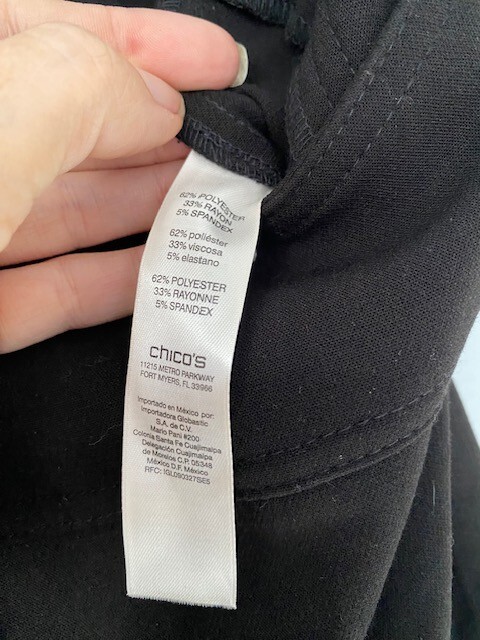 62% POLYESTER
33% RAYON
5% SPANDEX
62% poliéster
33% viscosa
5% elastano
62% POLYESTER
33% RAYONNE
5% SPANDEX
chico's
11215 METRO PARKWAY
FORT MYERS, FL 33966
Importado en México por:
Importadora Globastic
S.A. de C.V.
Mario Pani #200
Colonia Santa Fe Cuajimalpa
Delegación Cuajimalpa
de Morelos C.P. 05348
México D.F. México
RFC: IGL090327SE5